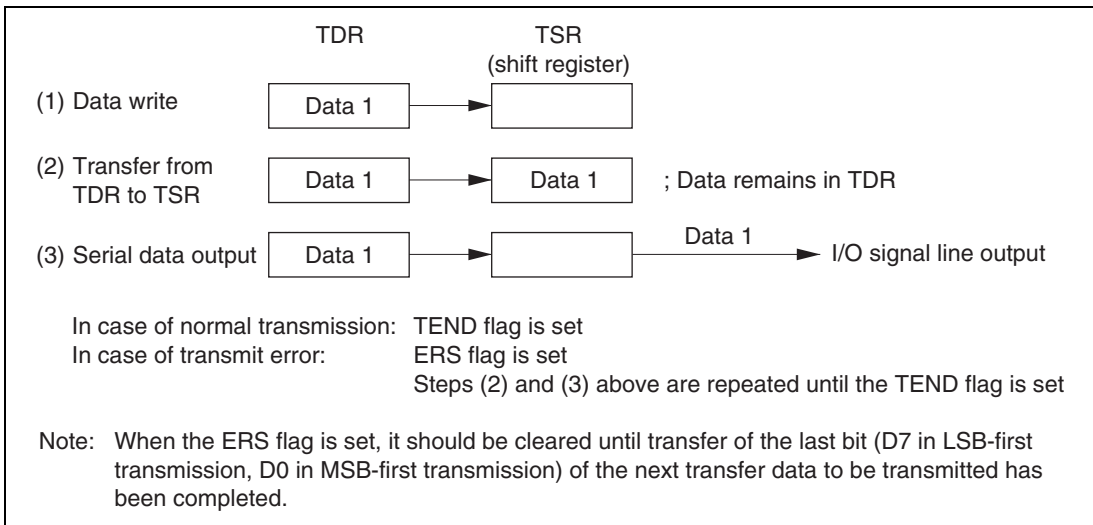 TDR TSR
(shift register)
(1) Data write Data 1
(2) Transfer from
TDR to TSR Data 1 Data 1 ; Data remains in TDR
(3) Serial data output Data 1 Data 1 I/O signal line output
In case of normal transmission: TEND flag is set
In case of transmit error: ERS flag is set
Steps (2) and (3) above are repeated until the TEND flag is set
Note: When the ERS flag is set, it should be cleared until transfer of the last bit (D7 in LSB-first
transmission, D0 in MSB-first transmission) of the next transfer data to be transmitted has
been completed.